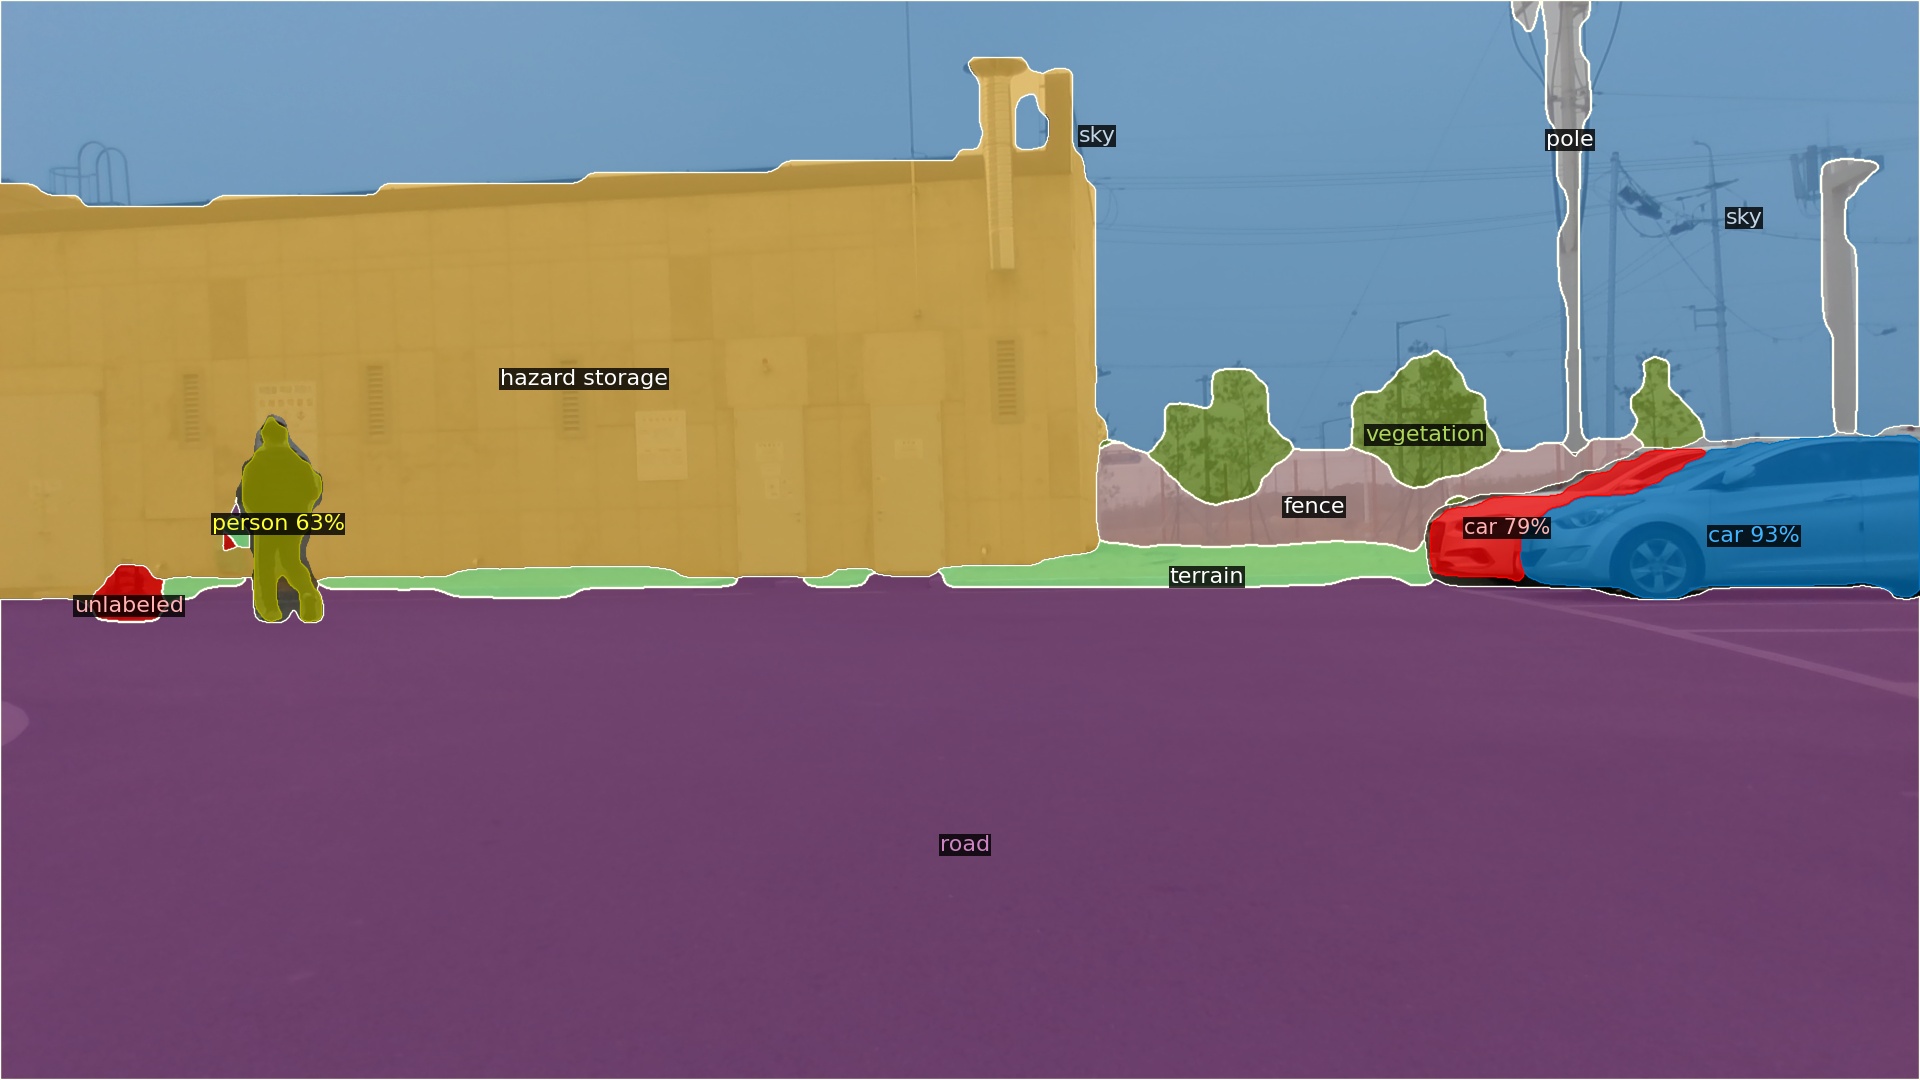 sky
pole
sky
hazard storage
vegetation
fence
person 63%
car 79%
car 93%
terrain
unlabeled
road